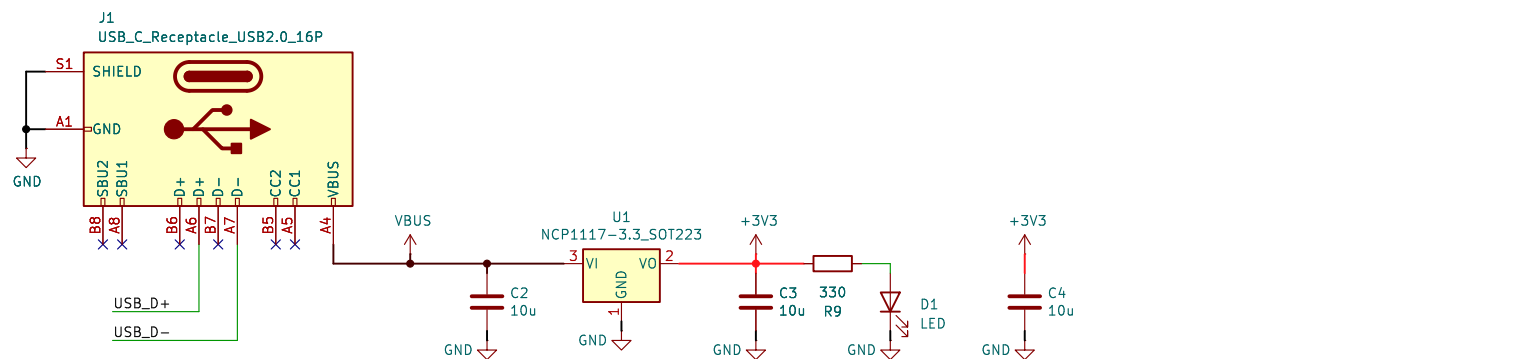 J1
USB_C_Receptacle_USB2.0_16P
S1
SHIELD
A1
GND
GND
SBU2
SBU1
D+
D+
D-
D-
CC2
CC1
VBUS
B8
A8
B6
A6
B7
A7
B5
A5
A4
USB_D+
USB_D-
VBUS
C2
10u
GND
U1
NCP1117-3.3_SOT223
3
VI
VO
2
GND
1
GND
+3V3
C3
10u
GND
330
R9
D1
LED
GND
+3V3
C4
10u
GND